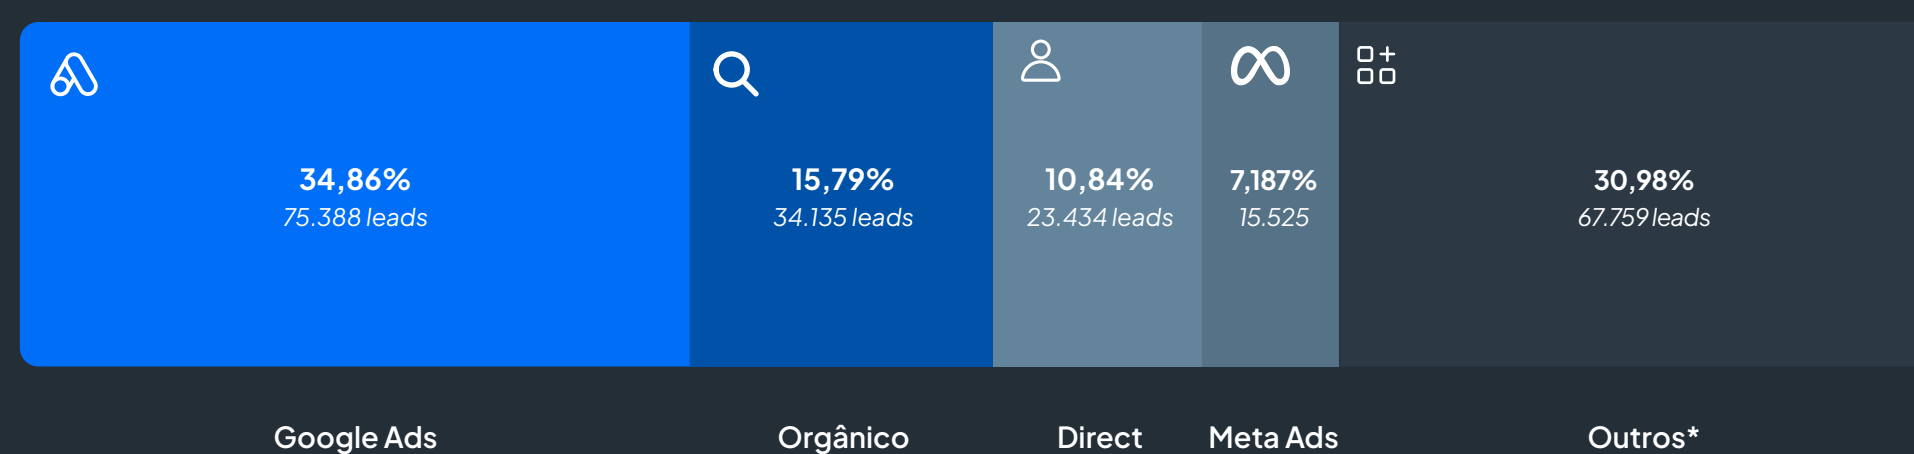 34,86%
75.388 leads
15,79%
34.135 leads
10,84%
23.434 leads
7,187%
15.525
30,98%
67.759 leads
Google Ads
Orgânico
Direct
Meta Ads
Outros*